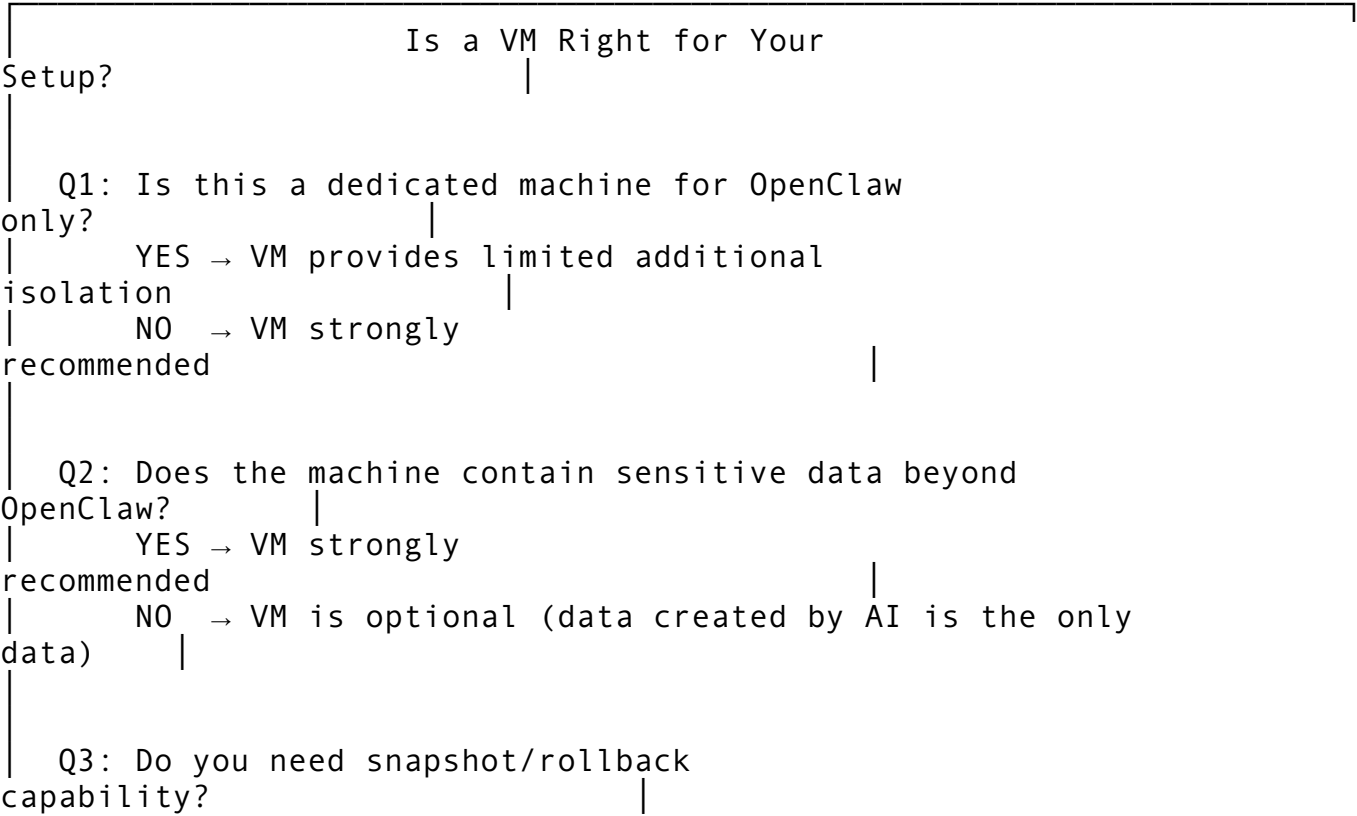 Is a VM Right for Your
Setup? │
Q1: Is this a dedicated machine for OpenClaw
only? │
│ YES → VM provides limited additional
isolation │
│ NO → VM strongly
recommended │
Q2: Does the machine contain sensitive data beyond
OpenClaw? │
│ YES → VM strongly
recommended │
│ NO → VM is optional (data created by AI is the only
data) │
Q3: Do you need snapshot/rollback
capability? │